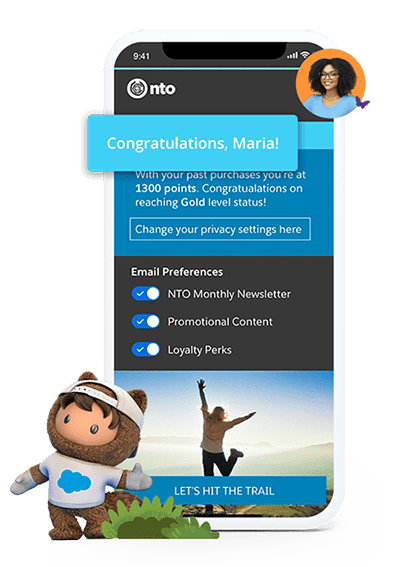 9:41
nto
Congratulations, Maria!
With your past purchases you're at
1300 points. Congratualations on
reaching Gold level status!
Change your privacy settings here
Email Preferences
NTO Monthly Newsletter
Promotional Content
Loyalty Perks
LET'S HIT THE TRAIL